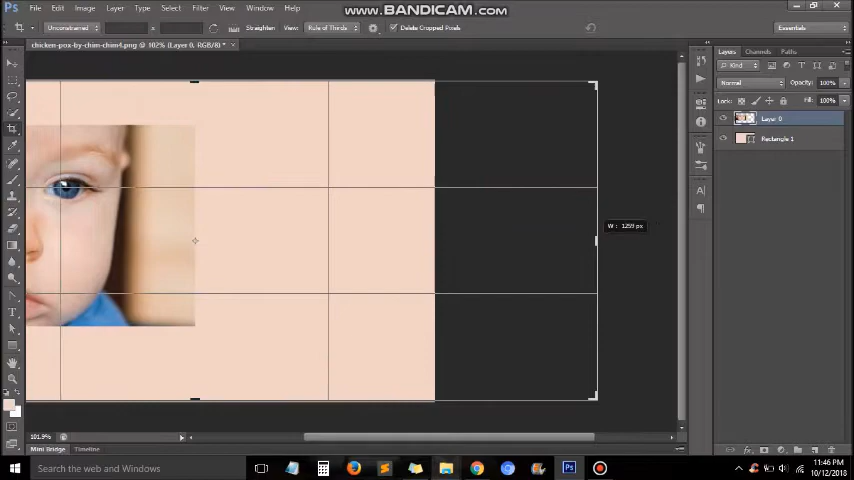 www.BANDICAM.com
Ps File Edit Image Layer Type Select Filter View Window Help
Unconstrained x Straighten View: Rule of Thirds Delete Cropped Pixels Essentials
chicken-pox-by-chim-chim4.png @ 102% (Layer 0, RGB/8) * ×
Layers Channels Paths
Kind
Normal Opacity: 100%
Lock: Fill: 100%
Layer 0
Rectangle 1
W : 1259 px
101.9%
Mini Bridge Timeline
Search the web and Windows
11:46 PM
10/12/2018